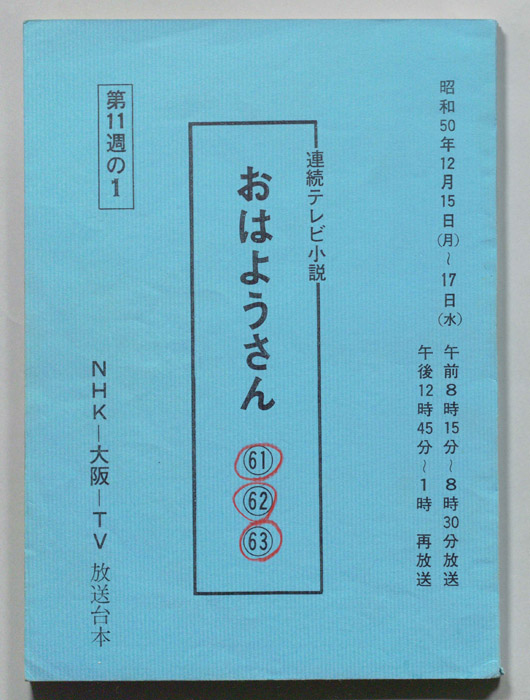 昭和50年12月15日(月)~17日(水)
午前8時15分~8時30分放送
午後12時45分~1時 再放送
連続テレビ小説
おはようさん
61
62
63
第11週の1
NHK―大阪―TV 放送台本